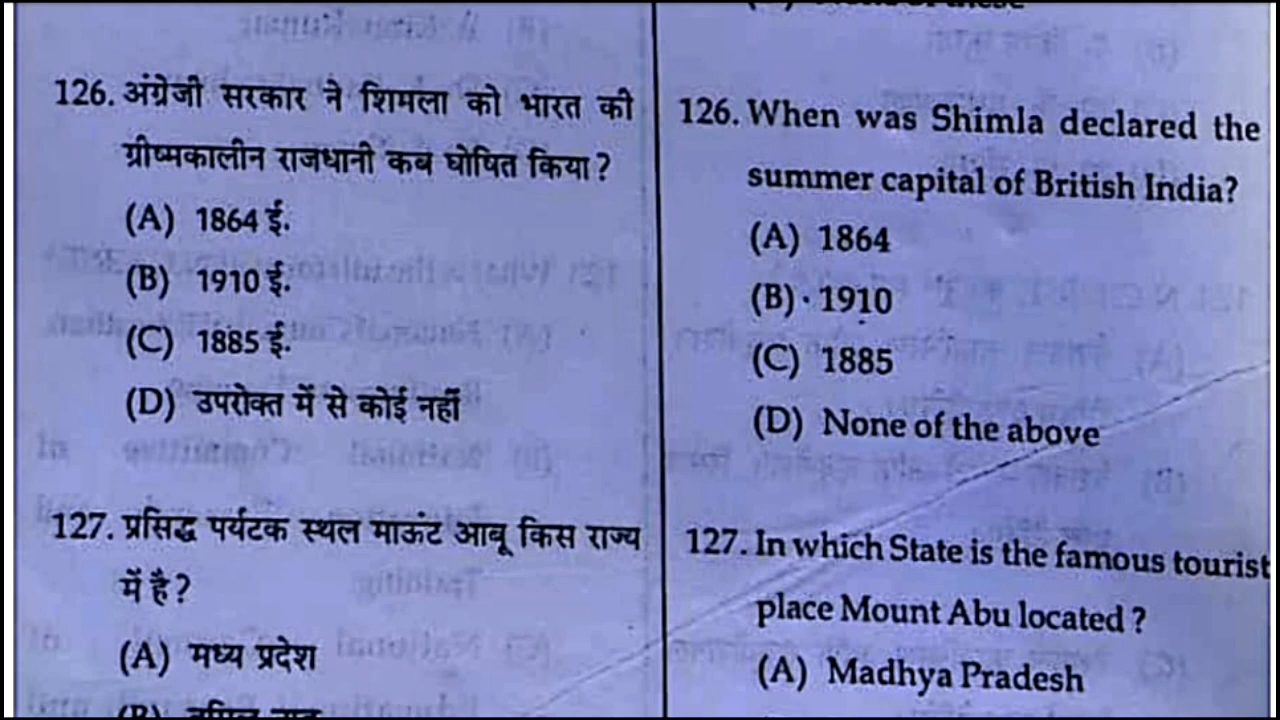 126. अंग्रेजी सरकार ने शिमला को भारत की
ग्रीष्मकालीन राजधानी कब घोषित किया?
(A) 1864 ई.
(B) 1910 ई.
(C) 1885 ई.
(D) उपरोक्त में से कोई नहीं
127. प्रसिद्ध पर्यटक स्थल माऊंट आबू किस राज्य
में है?
(A) मध्य प्रदेश
126. When was Shimla declared the
summer capital of British India?
(A) 1864
(B) 1910
(C) 1885
(D) None of the above
127. In which State is the famous tourist
place Mount Abu located?
(A) Madhya Pradesh